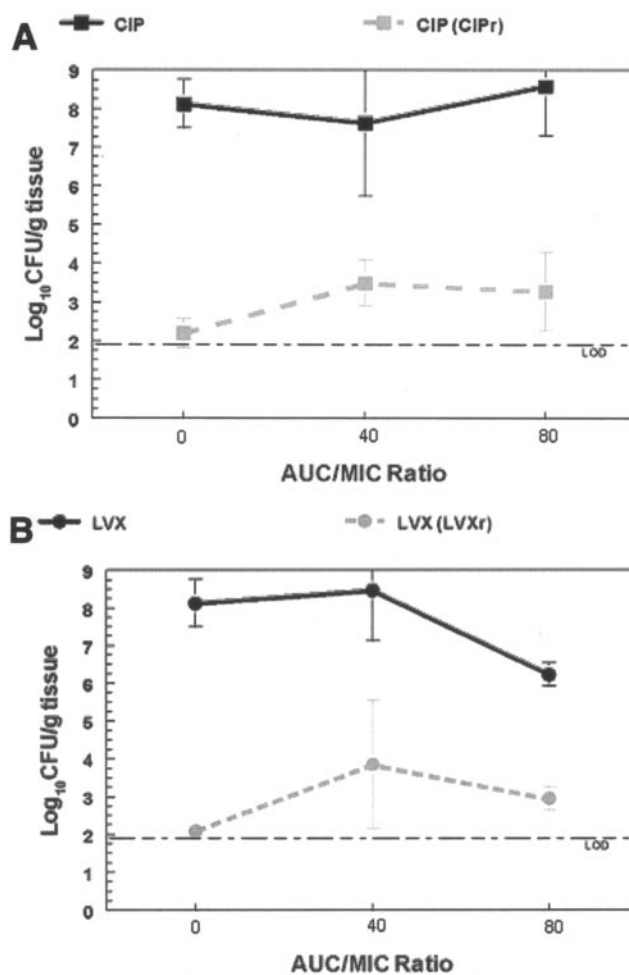 A
CIP
CIP (CIPr)
9
8
7
6
5
4
3
2
1
0
Log10CFU/g tissue
LOD
0
40
80
AUC/MIC Ratio
B
LVX
LVX (LVXr)
9
8
7
6
5
4
3
2
1
0
Log10CFU/g tissue
LOD
0
40
80
AUC/MIC Ratio